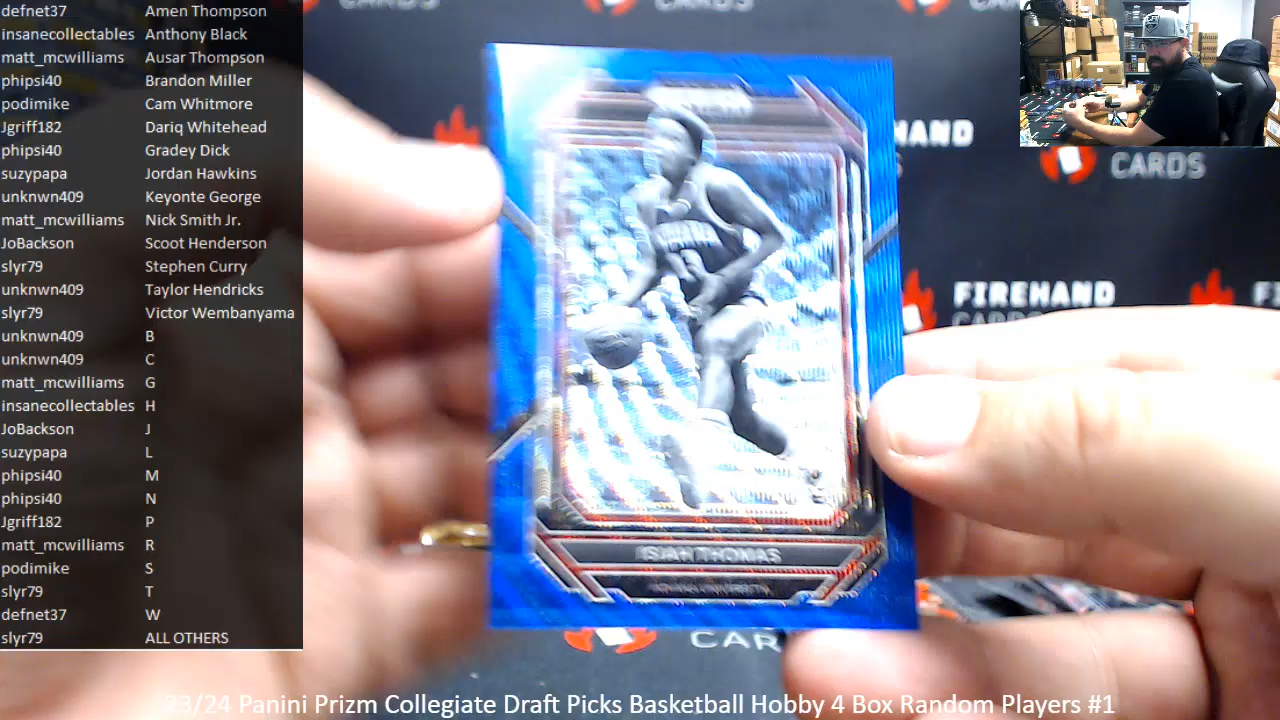 defnet37 Amen Thompson
insanecollectables Anthony Black
matt_mcwilliams Ausar Thompson
phipsi40 Brandon Miller
podimike Cam Whitmore
Jgriff182 Dariq Whitehead
phipsi40 Gradey Dick
suzypapa Jordan Hawkins
unknwn409 Keyonte George
matt_mcwilliams Nick Smith Jr.
JoBackson Scoot Henderson
slyr79 Stephen Curry
unknwn409 Taylor Hendricks
slyr79 Victor Wembanyama
unknwn409 B
unknwn409 C
matt_mcwilliams G
insanecollectables H
JoBackson J
suzypapa L
phipsi40 M
phipsi40 N
Jgriff182 P
matt_mcwilliams R
podimike S
slyr79 T
defnet37 W
slyr79 ALL OTHERS
ISIAH THOMAS
CARDS
FIREHAND
CARDS
23/24 Panini Prizm Collegiate Draft Picks Basketball Hobby 4 Box Random Players #1